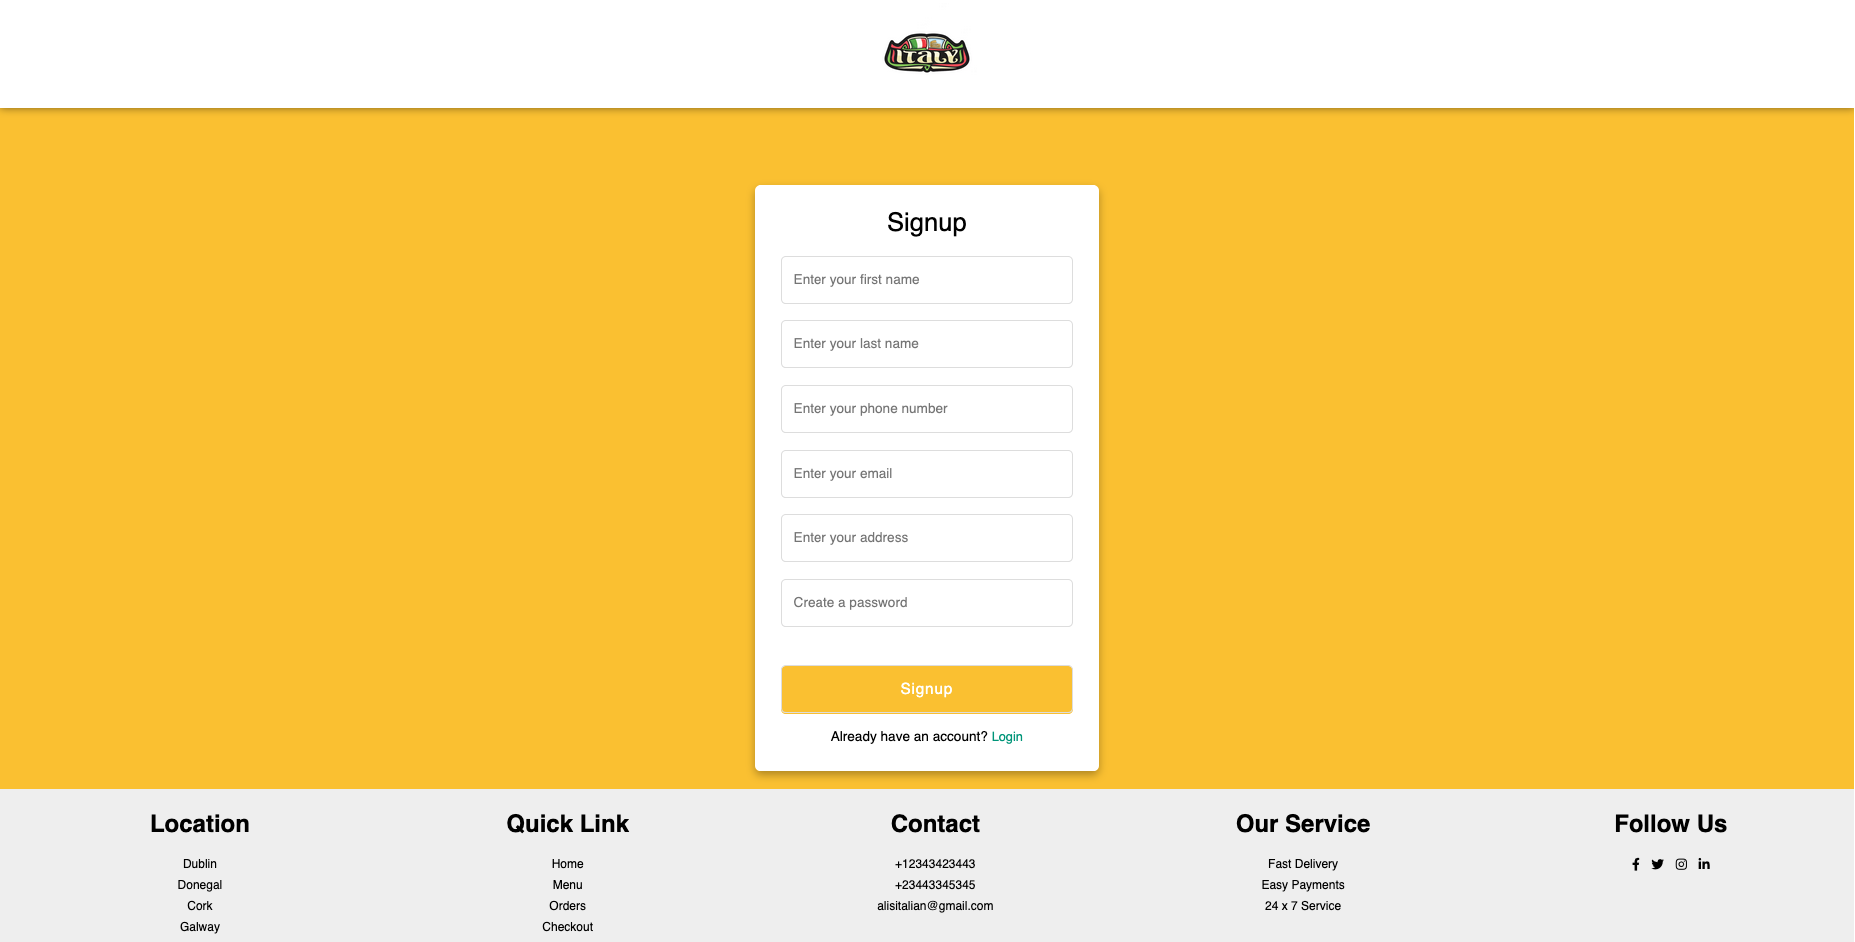 Italy
Signup
Enter your first name
Enter your last name
Enter your phone number
Enter your email
Enter your address
Create a password
Signup
Already have an account? Login
Location
Dublin
Donegal
Cork
Galway
Quick Link
Home
Menu
Orders
Checkout
Contact
+12343423443
+23443345345
alisitalian@gmail.com
Our Service
Fast Delivery
Easy Payments
24 x 7 Service
Follow Us